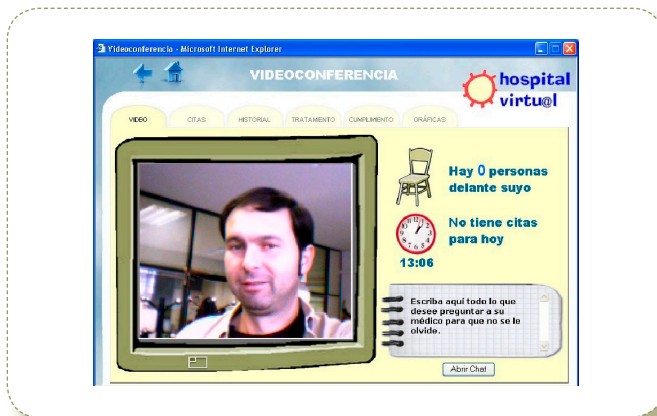 Videoconferencia - Microsoft Internet Explorer
VIDEOCONFERENCIA
hospital
virtu@l
VIDEO
CITAS
HISTORIAL
TRATAMIENTO
CUMPLIMIENTO
GRÁFICAS
Hay 0 personas
delante suyo
No tiene citas
para hoy
13:06
Escriba aquí todo lo que
desee preguntar a su
médico para que no se le
olvide.
Abrir Chat